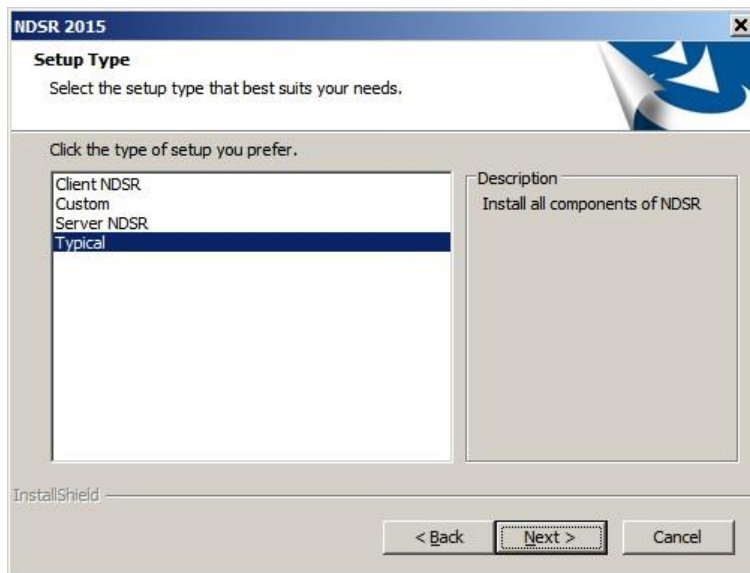 NDSR 2015
Setup Type
Select the setup type that best suits your needs.
Click the type of setup you prefer.
Client NDSR
Custom
Server NDSR
Typical
Description
Install all components of NDSR
InstallShield
< Back
Next >
Cancel